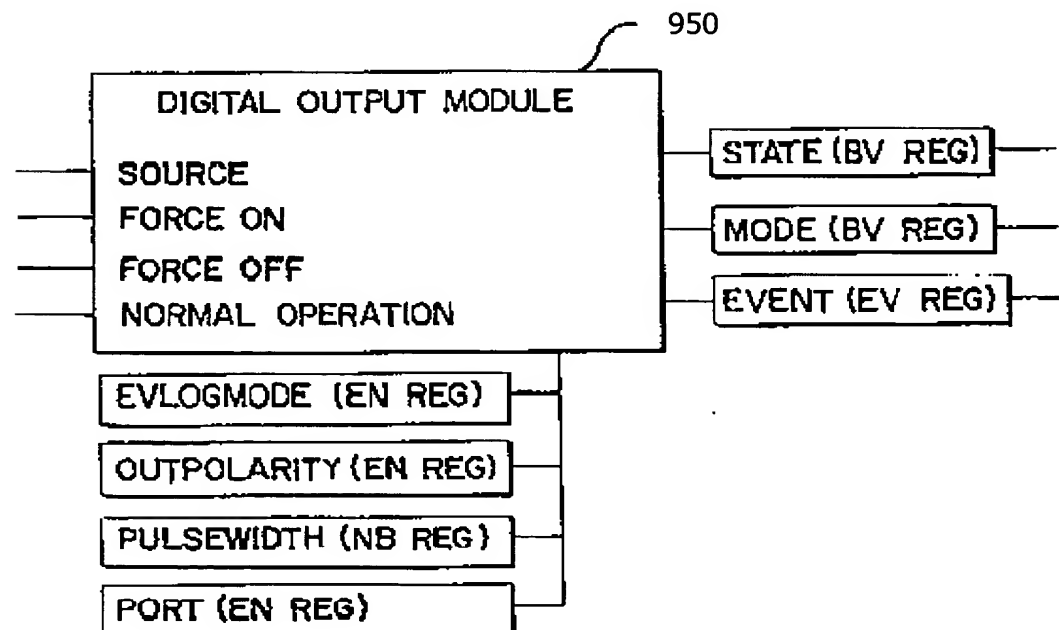 950
DIGITAL OUTPUT MODULE
SOURCE
FORCE ON
FORCE OFF
NORMAL OPERATION
STATE (BV REG)
MODE (BV REG)
EVENT (EV REG)
EVLOGMODE (EN REG)
OUTPOLARITY (EN REG)
PULSEWIDTH (NB REG)
PORT (EN REG)